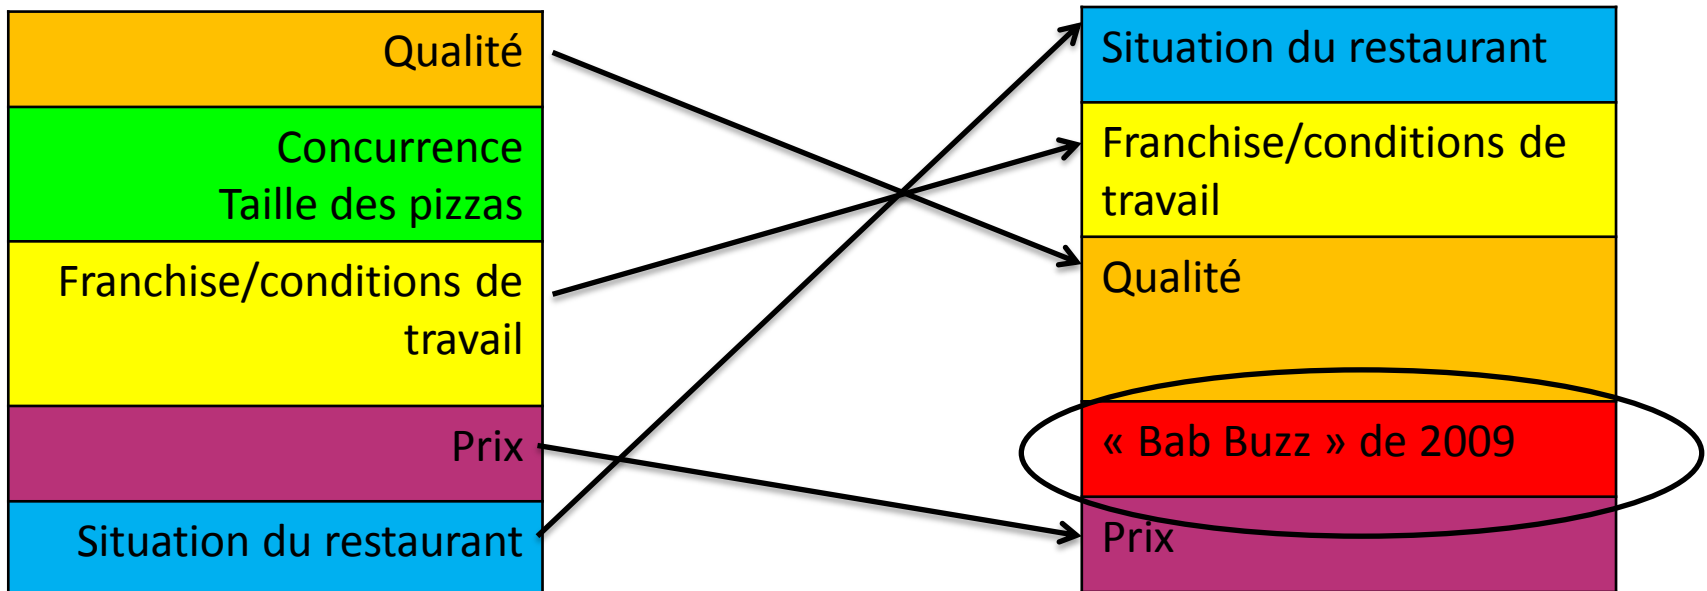 Qualité
Concurrence
Taille des pizzas
Franchise/conditions de
travail
Prix
Situation du restaurant
Situation du restaurant
Franchise/conditions de
travail
Qualité
« Bab Buzz » de 2009
Prix